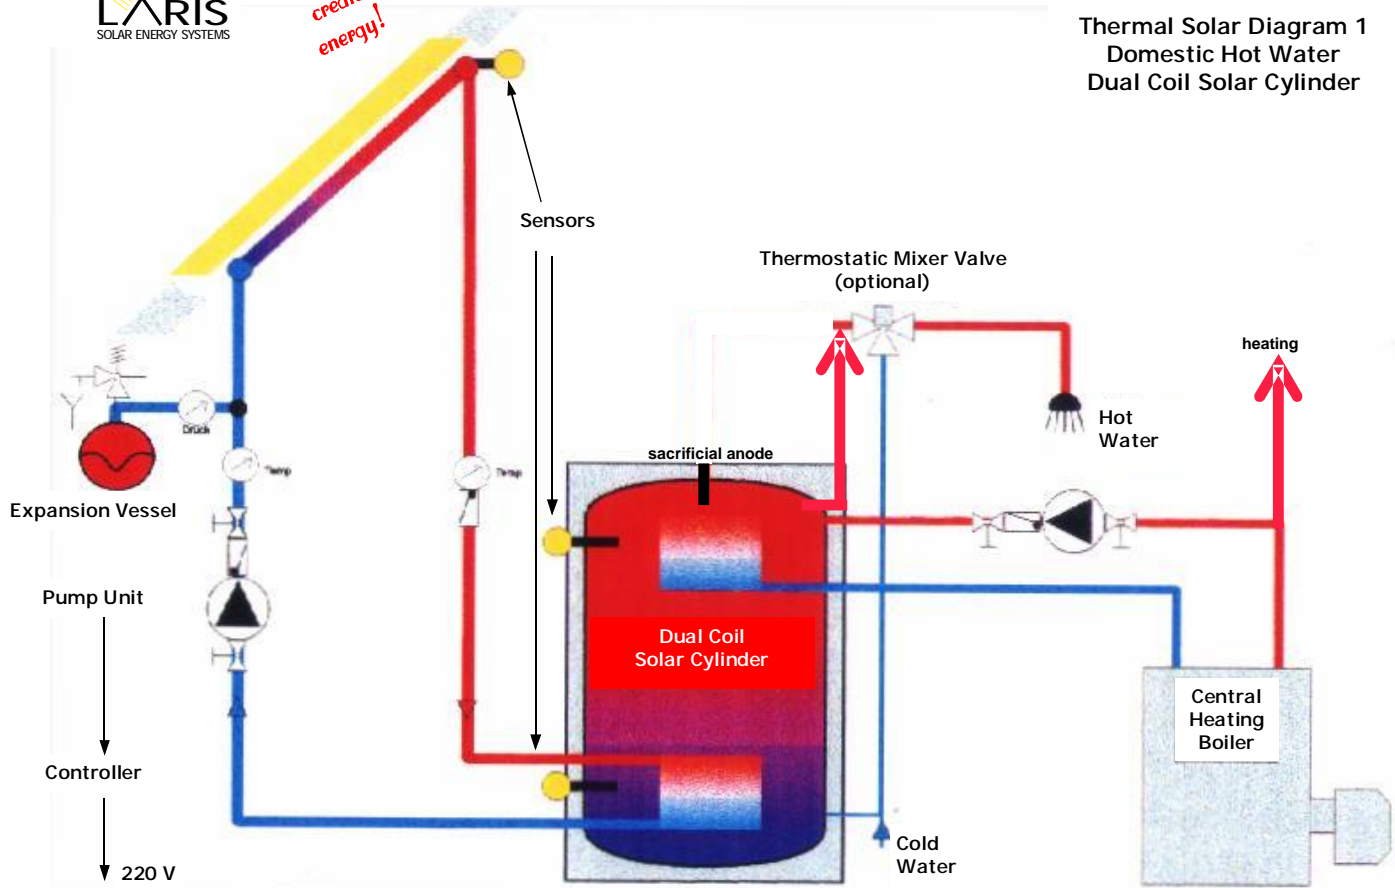 LARIS
SOLAR ENERGY SYSTEMS
energy!
Thermal Solar Diagram 1
Domestic Hot Water
Dual Coil Solar Cylinder
Sensors
Thermostatic Mixer Valve
(optional)
heating
Hot
Water
Druck
Temp
Temp
sacrificial anode
Expansion Vessel
Pump Unit
Dual Coil
Solar Cylinder
Central
Heating
Boiler
Controller
Cold
Water
220 V